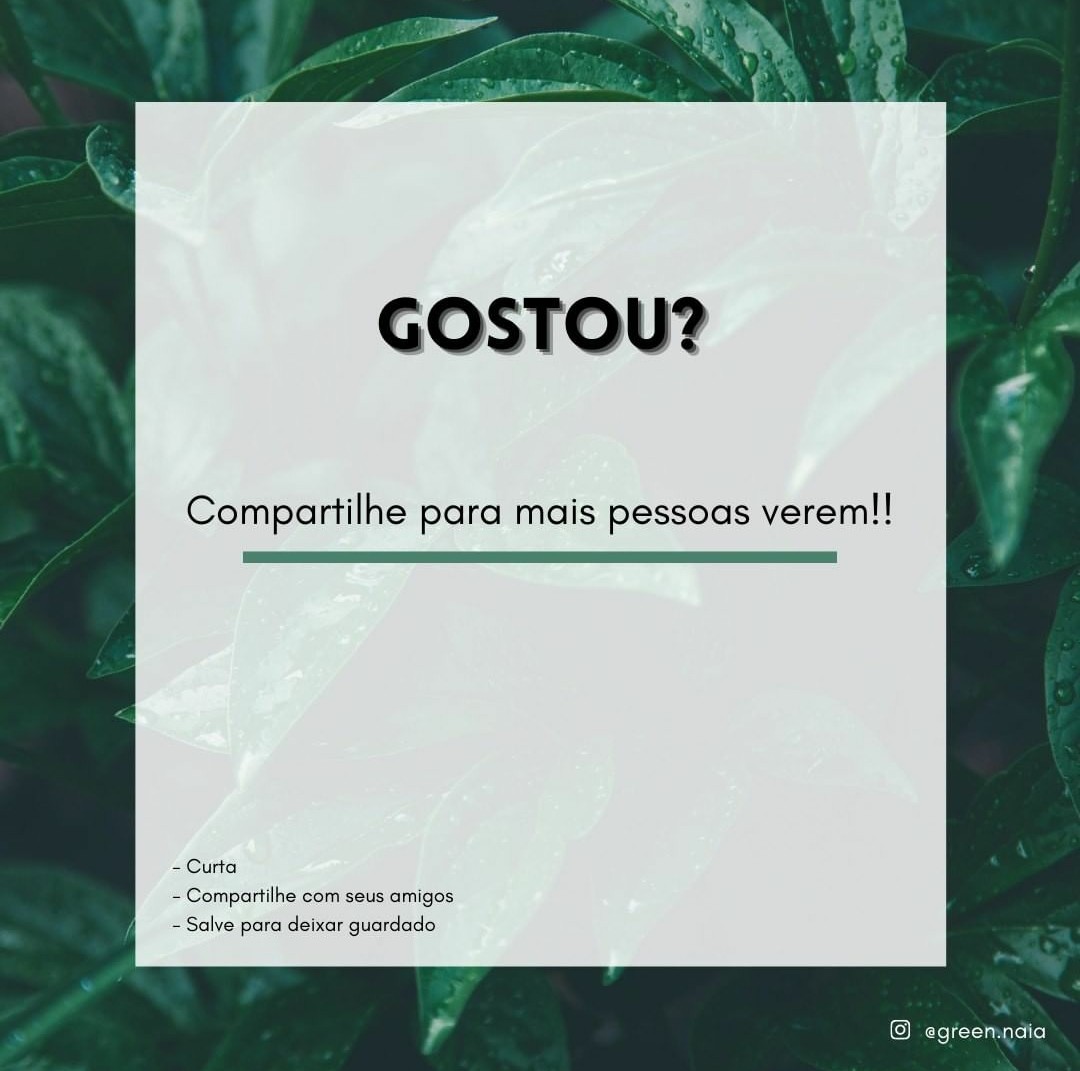 GOSTOU?
Compartilhe para mais pessoas verem!!
- Curta
- Compartilhe com seus amigos
- Salve para deixar guardado
@green.naia